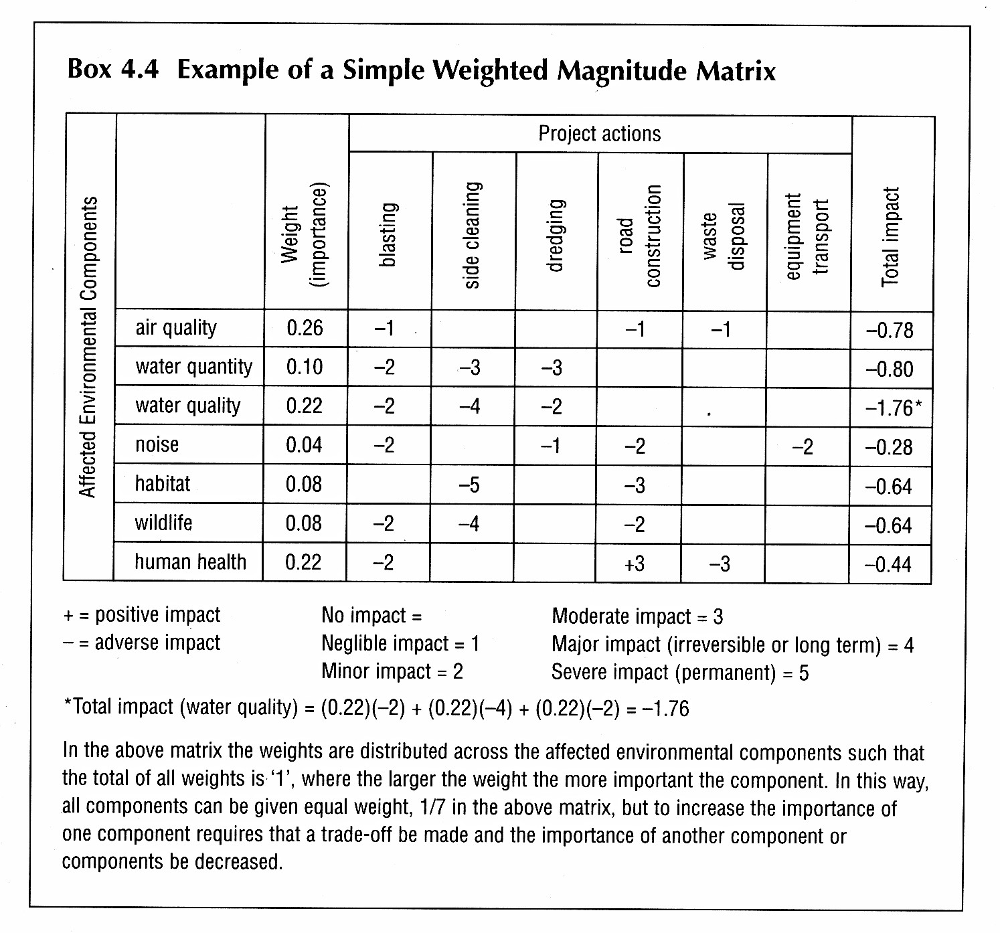 Box 4.4 Example of a Simple Weighted Magnitude Matrix
Affected Environmental Components
Weight (importance)
Project actions
blasting
side cleaning
dredging
road construction
waste disposal
equipment transport
Total impact
air quality 0.26 –1 –1 –1 –0.78
water quantity 0.10 –2 –3 –3 –0.80
water quality 0.22 –2 –4 –2 –1.76*
noise 0.04 –2 –1 –2 –2 –0.28
habitat 0.08 –5 –3 –0.64
wildlife 0.08 –2 –4 –2 –0.64
human health 0.22 –2 +3 –3 –0.44
+ = positive impact No impact = Moderate impact = 3
– = adverse impact Neglible impact = 1 Major impact (irreversible or long term) = 4
Minor impact = 2 Severe impact (permanent) = 5
*Total impact (water quality) = (0.22)(–2) + (0.22)(–4) + (0.22)(–2) = –1.76
In the above matrix the weights are distributed across the affected environmental components such that
the total of all weights is ‘1’, where the larger the weight the more important the component. In this way,
all components can be given equal weight, 1/7 in the above matrix, but to increase the importance of
one component requires that a trade-off be made and the importance of another component or
components be decreased.